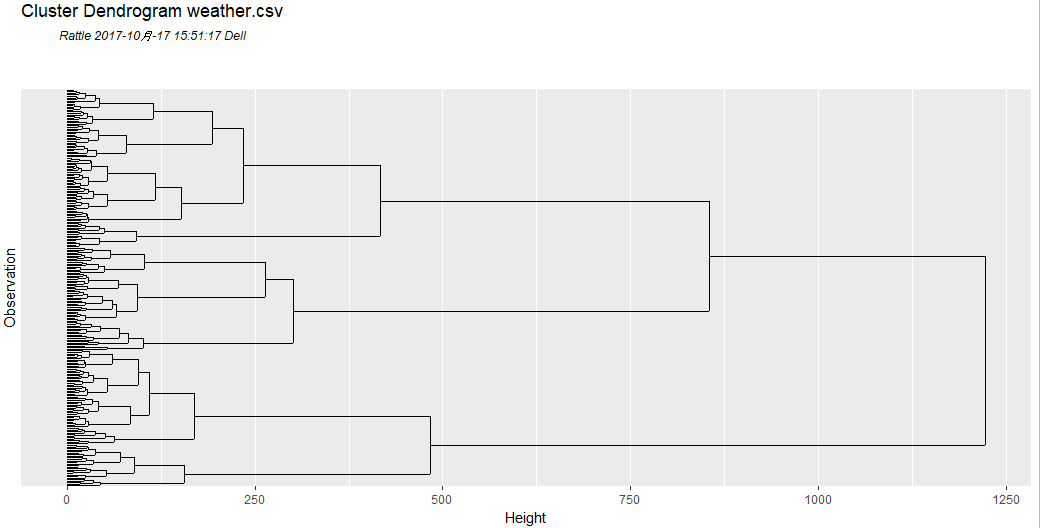 Cluster Dendrogram weather.csv
Rattle 2017-10月-17 15:51:17 Dell
Observation
0 250 500 750 1000 1250
Height